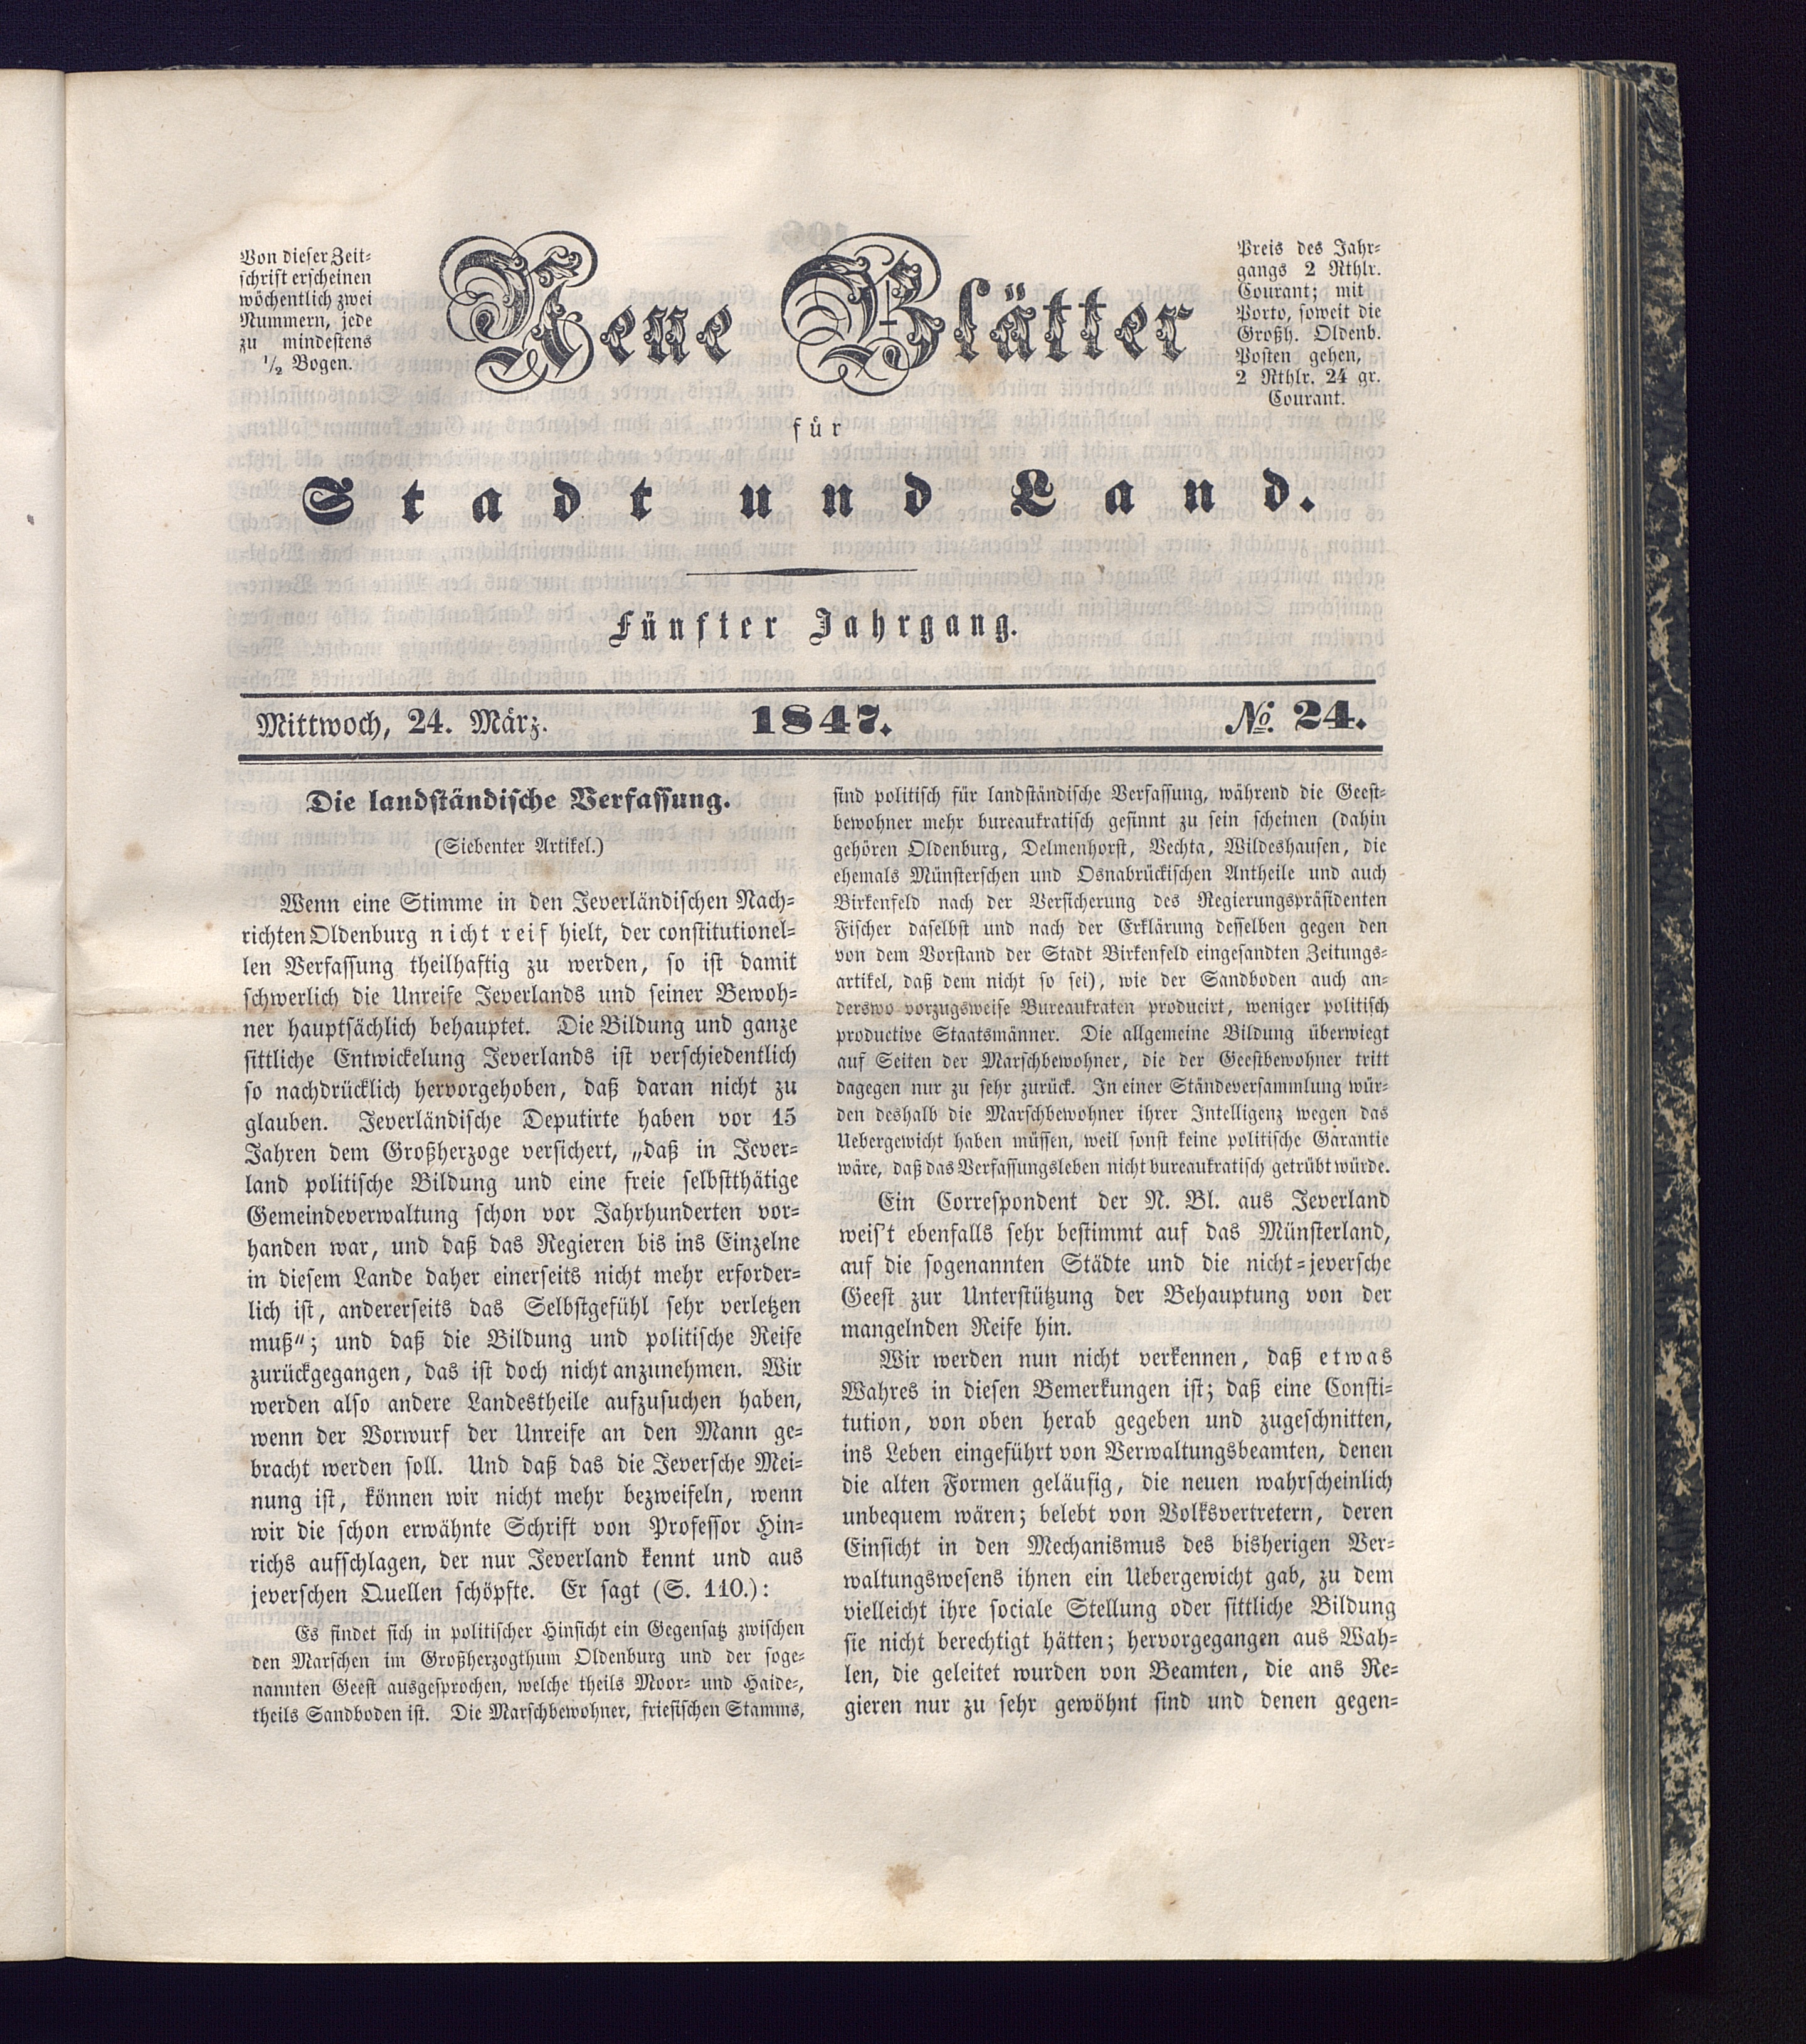 Von dieser Zeit-
schrift erscheinen
wöchentlich zwei
Nummern, jede
zu mindestens
1/2 Bogen.
Neue Blätter
für
Stadt und Land.
Preis des Jahr-
gangs 2 Rthlr.
Courant; mit
Porto, soweit die
Großh. Oldenb.
Posten gehen,
2 Rthlr. 24 gr.
Courant.
Fünfter Jahrgang.
Mittwoch, 24. März. 1847. No. 24.
Die landständische Verfassung.
(Siebenter Artikel.)
Wenn eine Stimme in den Jeverländischen Nach-
richten Oldenburg nicht reif hielt, der constitutionel-
len Verfassung theilhaftig zu werden, so ist damit
schwerlich die Unreife Jeverlands und seiner Bewoh-
ner hauptsächlich behauptet. Die Bildung und ganze
sittliche Entwickelung Jeverlands ist verschiedentlich
so nachdrücklich hervorgehoben, daß daran nicht zu
glauben. Jeverländische Deputirte haben vor 15
Jahren dem Großherzoge versichert, „daß in Jever-
land politische Bildung und eine freie selbstthätige
Gemeindeverwaltung schon vor Jahrhunderten vor-
handen war, und daß das Regieren bis ins Einzelne
in diesem Lande daher einerseits nicht mehr erforder-
lich ist, andererseits das Selbstgefühl sehr verletzen
muß“; und daß die Bildung und politische Reife
zurückgegangen, das ist doch nicht anzunehmen. Wir
werden also andere Landestheile aufzusuchen haben,
wenn der Vorwurf der Unreife an den Mann ge-
bracht werden soll. Und daß das die Jeversche Mei-
nung ist, können wir nicht mehr bezweifeln, wenn
wir die schon erwähnte Schrift von Professor Hin-
richs aufschlagen, der nur Jeverland kennt und aus
jeverschen Quellen schöpfte. Er sagt (S. 110.):
Es findet sich in politischer Hinsicht ein Gegensatz zwischen
den Marschen im Großherzogthum Oldenburg und der soge-
nannten Geest ausgesprochen, welche theils Moor- und Haide-,
theils Sandboden ist. Die Marschbewohner, friesischen Stamms,
sind politisch für landständische Verfassung, während die Geest-
bewohner mehr bureaukratisch gesinnt zu sein scheinen (dahin
gehören Oldenburg, Delmenhorst, Vechta, Wildeshausen, die
ehemals Münsterschen und Osnabrückischen Antheile und auch
Birkenfeld nach der Versicherung des Regierungspräsidenten
Fischer daselbst und nach der Erklärung desselben gegen den
von dem Vorstand der Stadt Birkenfeld eingesandten Zeitungs-
artikel, daß dem nicht so sei), wie der Sandboden auch an-
derswo vorzugsweise Bureaukraten producirt, weniger politisch
productive Staatsmänner. Die allgemeine Bildung überwiegt
auf Seiten der Marschbewohner, die der Geestbewohner tritt
dagegen nur zu sehr zurück. In einer Ständeversammlung wür-
den deshalb die Marschbewohner ihrer Intelligenz wegen das
Uebergewicht haben müssen, weil sonst keine politische Garantie
wäre, daß das Verfassungsleben nicht bureaukratisch getrübt würde.
Ein Correspondent der N. Bl. aus Jeverland
weis't ebenfalls sehr bestimmt auf das Münsterland,
auf die sogenannten Städte und die nicht-jeversche
Geest zur Unterstützung der Behauptung von der
mangelnden Reife hin.
Wir werden nun nicht verkennen, daß etwas
Wahres in diesen Bemerkungen ist; daß eine Consti-
tution, von oben herab gegeben und zugeschnitten,
ins Leben eingeführt von Verwaltungsbeamten, denen
die alten Formen geläufig, die neuen wahrscheinlich
unbequem wären; belebt von Volksvertretern, deren
Einsicht in den Mechanismus des bisherigen Ver-
waltungswesens ihnen ein Uebergewicht gab, zu dem
vielleicht ihre sociale Stellung oder sittliche Bildung
sie nicht berechtigt hätten; hervorgegangen aus Wah-
len, die geleitet wurden von Beamten, die ans Re-
gieren nur zu sehr gewöhnt sind und denen gegen-